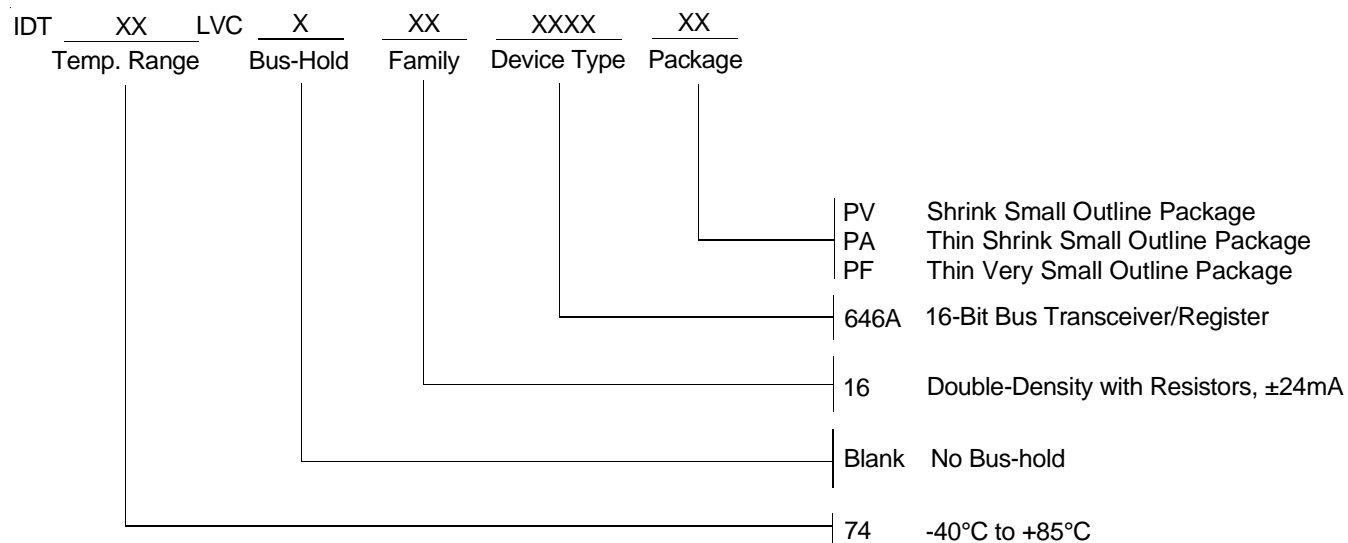 IDT XX LVC X XX XXXX XX
Temp. Range Bus-Hold Family Device Type Package
PV Shrink Small Outline Package
PA Thin Shrink Small Outline Package
PF Thin Very Small Outline Package
646A 16-Bit Bus Transceiver/Register
16 Double-Density with Resistors, ±24mA
Blank No Bus-hold
74 -40°C to +85°C